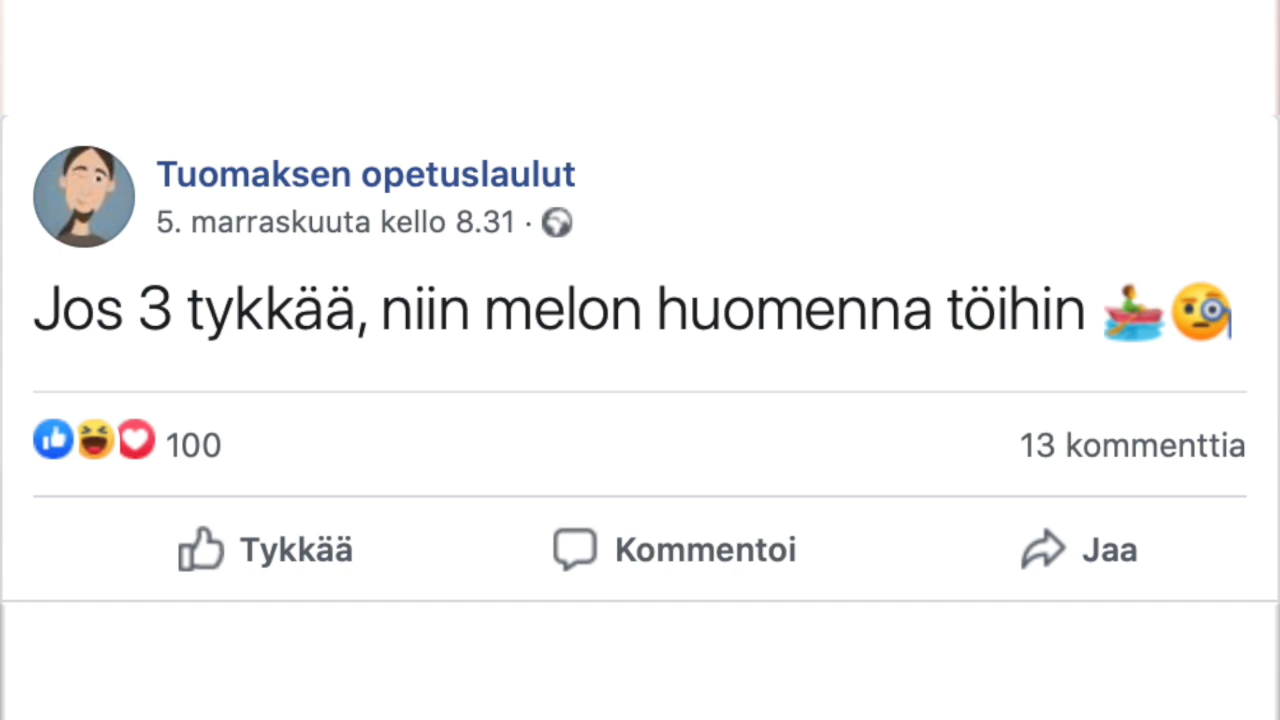 Tuomaksen opetuslaulut
5. marraskuuta kello 8.31 ·
Jos 3 tykkää, niin melon huomenna töihin 🚣🧐
100
13 kommenttia
Tykkää
Kommentoi
Jaa